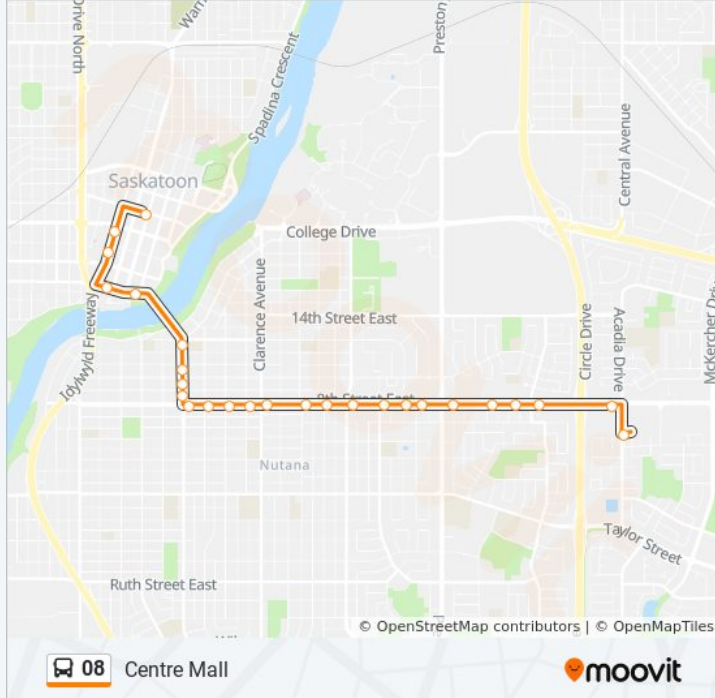 Drive North
Spadina Crescent
Preston
Central Avenue
Saskatoon
College Drive
Clarence Avenue
14th Street East
Idylwyld Freeway
Circle Drive
Acadia Drive
McKercher
8th Street East
Nutana
Taylor Street
Ruth Street East
© OpenStreetMap contributors | © OpenMapTiles
08 Centre Mall
moovit